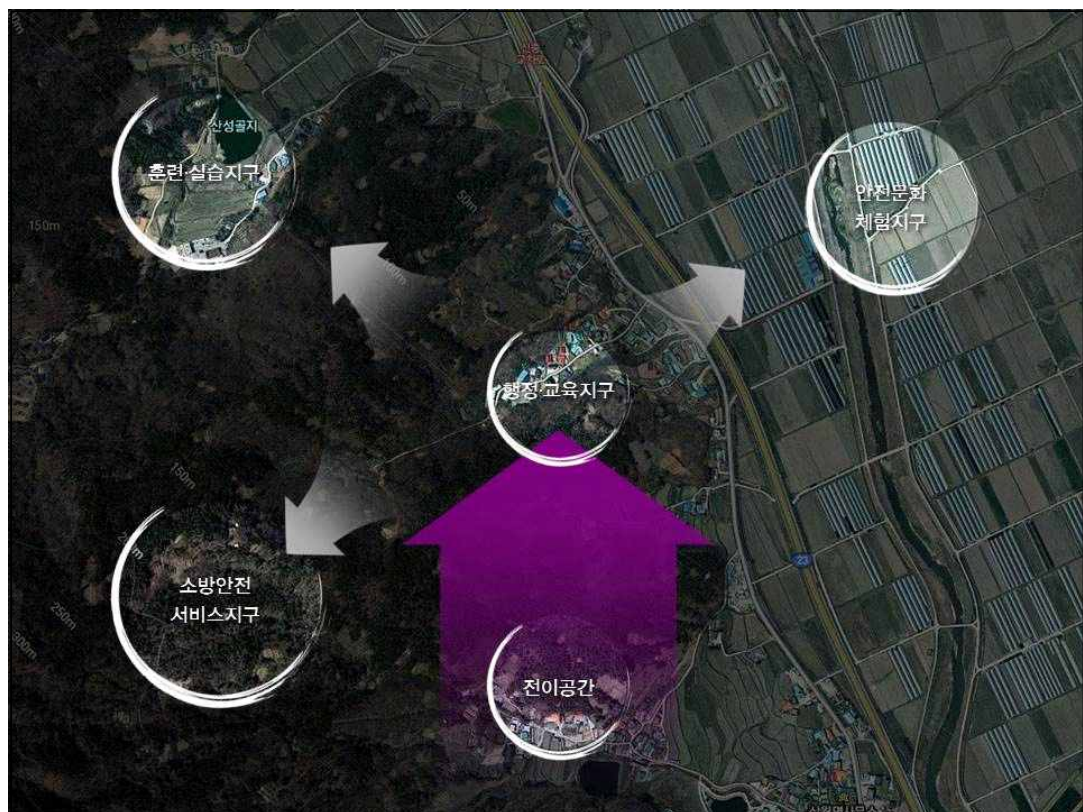 산성골지
훈련·실습지구
안전문화
체험지구
150m
50m
행정·교육지구
150m
소방안전
서비스지구
250m
300m
23
전이공간